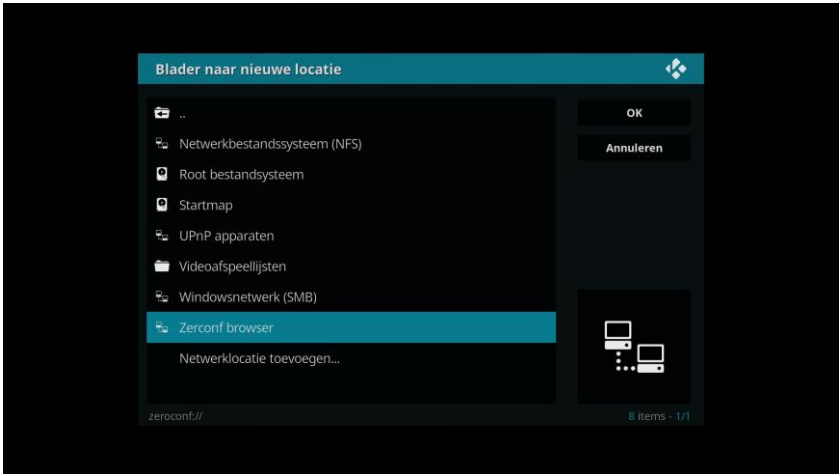 Blader naar nieuwe locatie
..
OK
Netwerkbestandssysteem (NFS)
Annuleren
Root bestandsysteem
Startmap
UPnP apparaten
Videoafspeellijsten
Windowsnetwerk (SMB)
Zerconf browser
Netwerklocatie toevoegen...
zeroconf://
8 items - 1/1